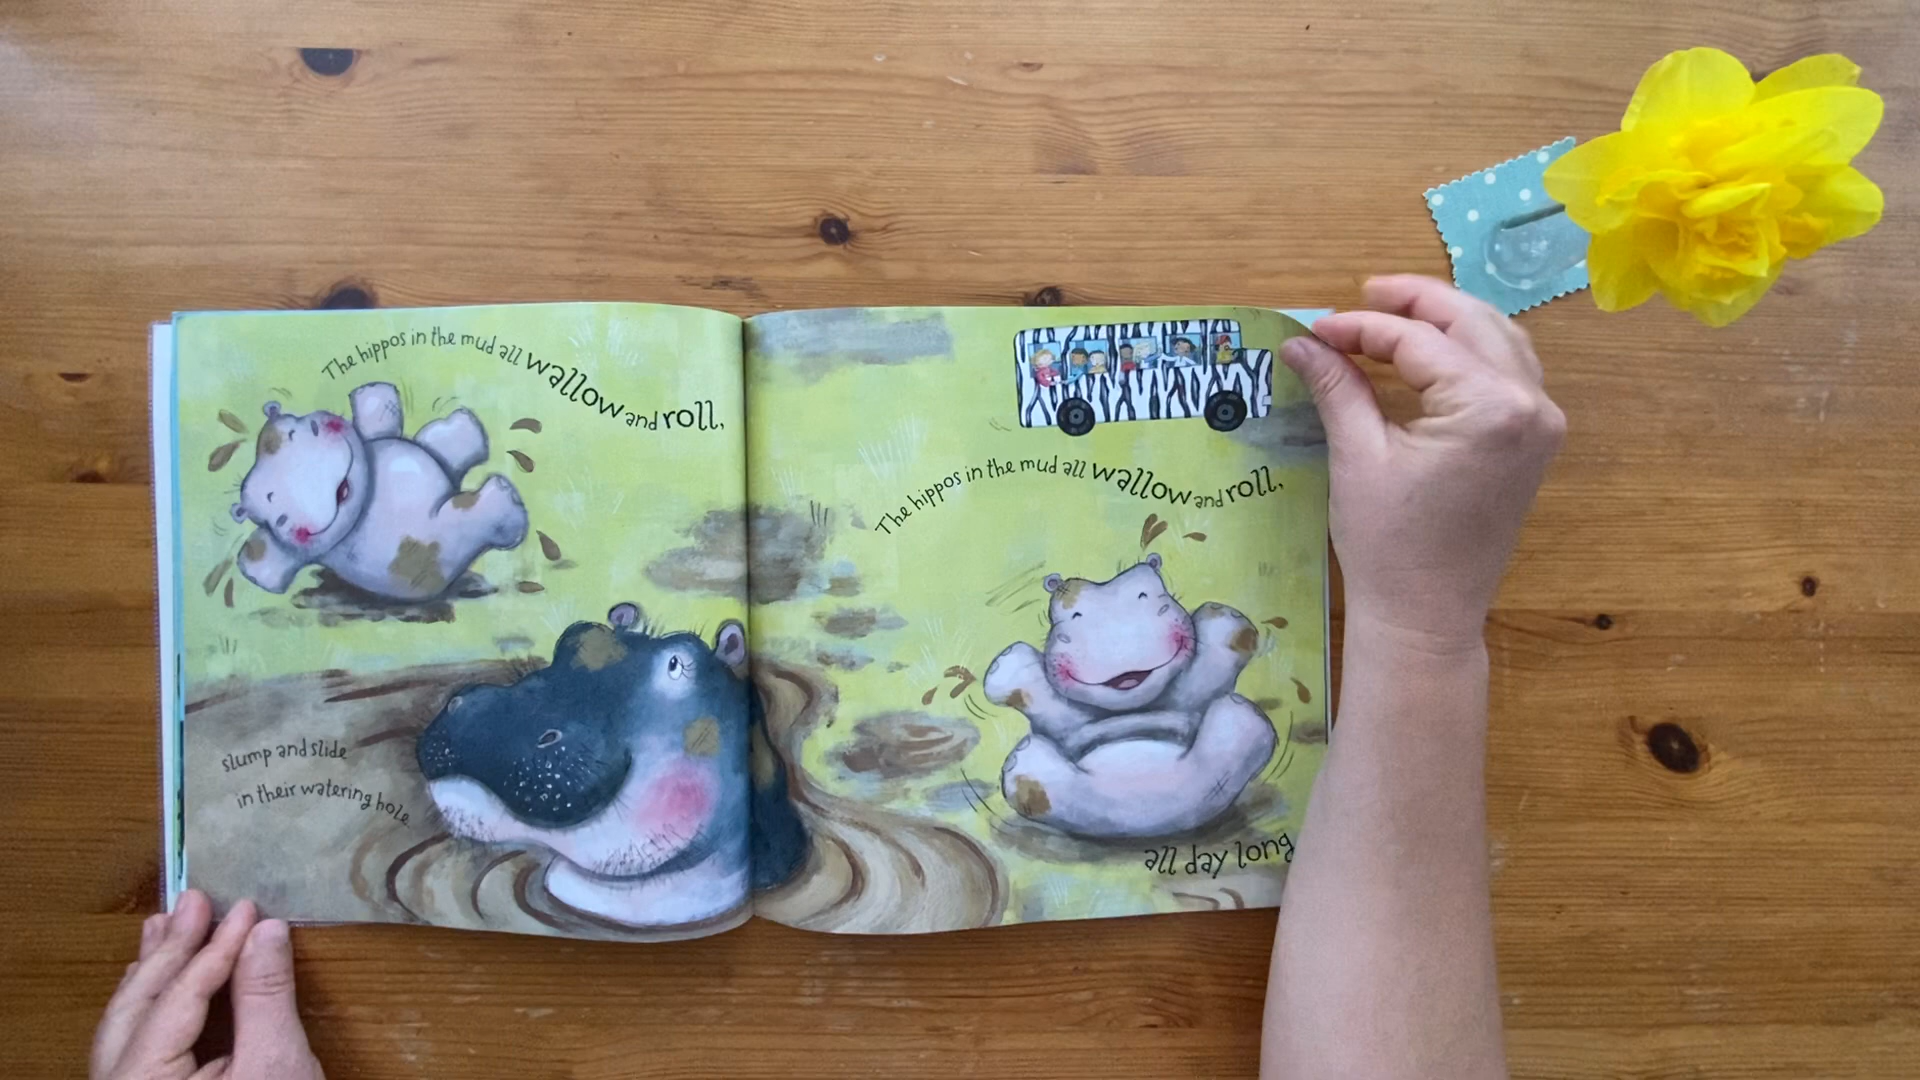 The hippos in the mud all wallow and roll,
slump and slide
in their watering hole.
The hippos in the mud all wallow and roll,
all day long